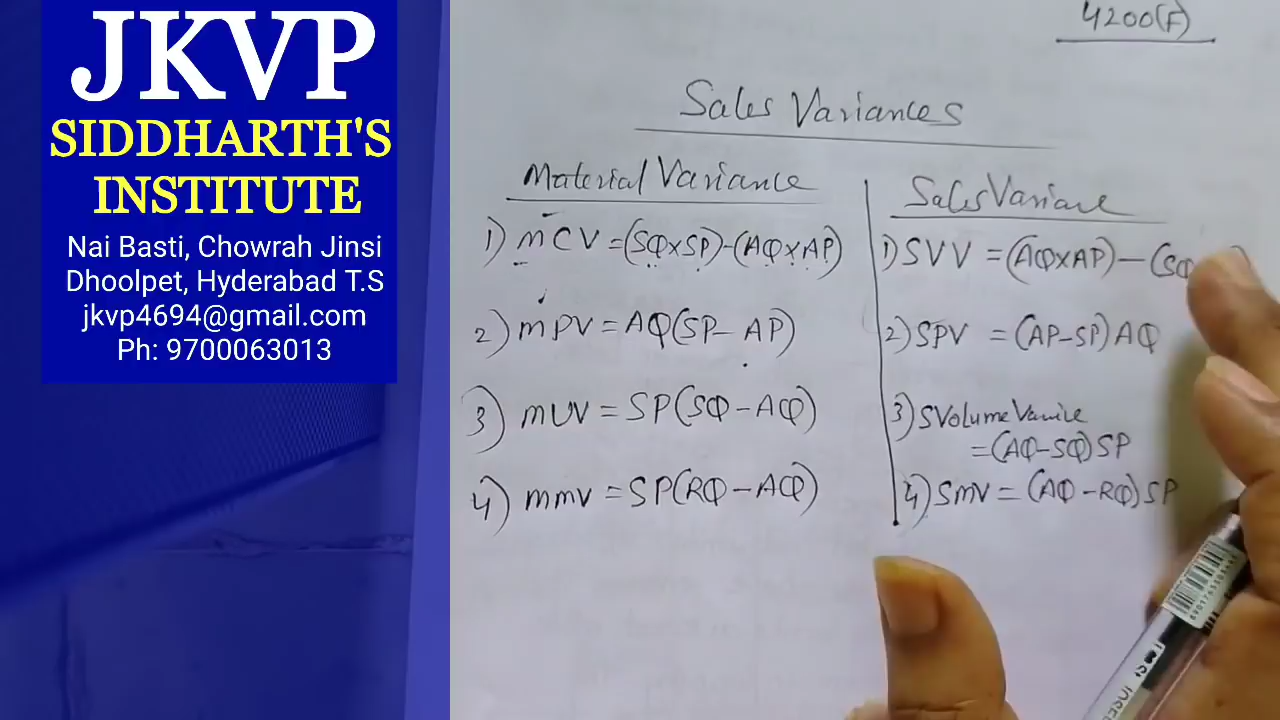 JKVP
SIDDHARTH'S
INSTITUTE
Nai Basti, Chowrah Jinsi
Dhoolpet, Hyderabad T.S
jkvp4694@gmail.com
Ph: 9700063013
4200(F)
Sales Variances
Material Variance
1) MCV = (SQ×SP)-(AQ×AP)
2) MPV = AQ(SP- AP)
3) MUV = SP(SQ - AQ)
4) MMV = SP(RQ - AQ)
Sales Variance
1) SVV = (AQ×AP) - (SQ
2) SPV = (AP-SP)AQ
3) SVolume
= (AQ-SQ)SP
4) SMV = (AQ - RQ)SP